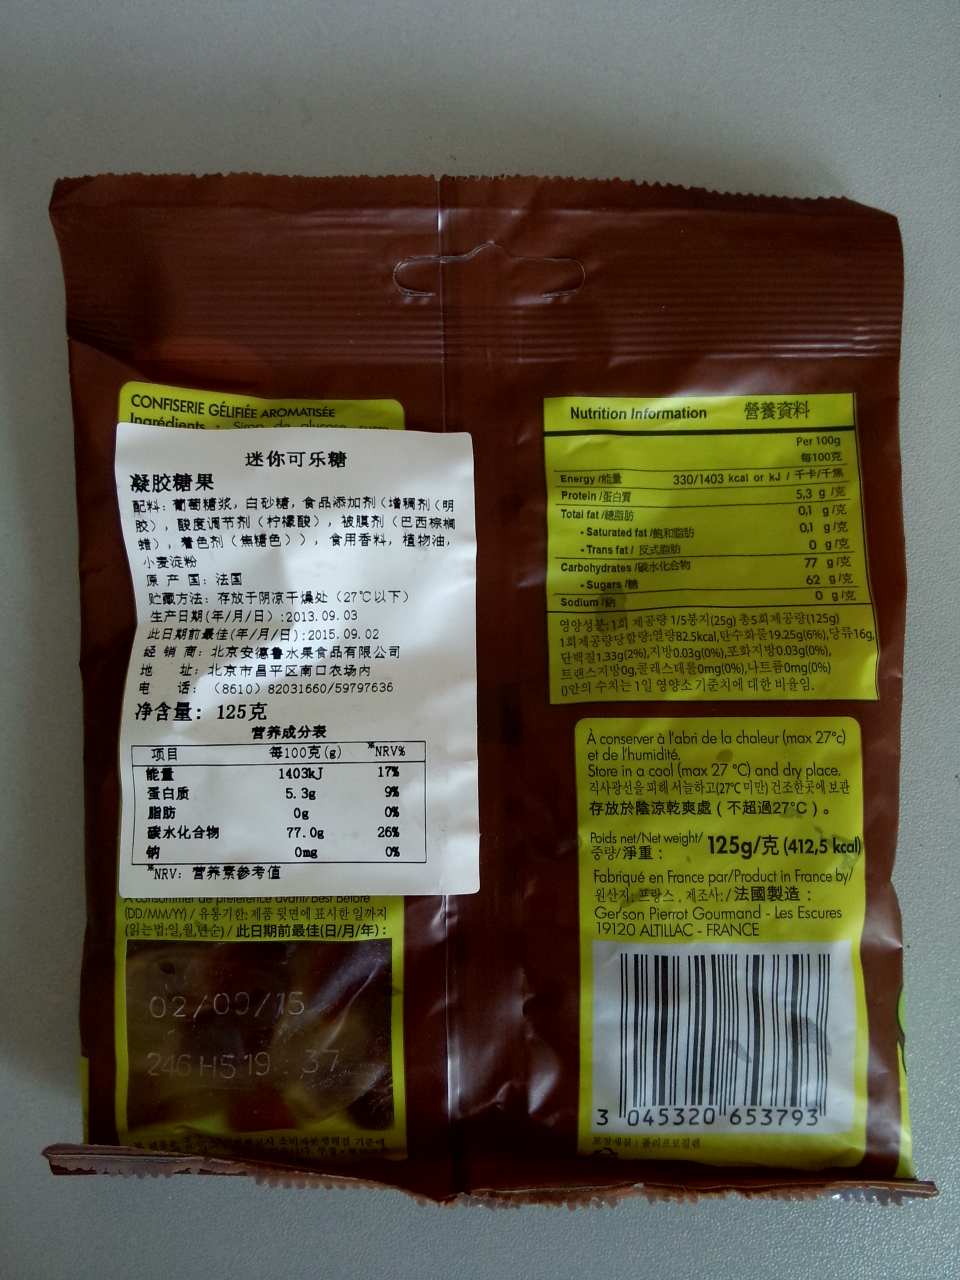 CONFISERIE GÉLIFIÉE AROMATISÉE
Ingrédients : Sirop de glucose, sucre
迷你可乐糖
凝胶糖果
配料：葡萄糖浆，白砂糖，食品添加剂（增稠剂（明
胶），酸度调节剂（柠檬酸），被膜剂（巴西棕榈
蜡），着色剂（焦糖色）），食用香料，植物油，
小麦淀粉
原 产 国：法国
贮藏方法：存放于阴凉干燥处（27℃以下）
生产日期(年/月/日):2013.09.03
此日期前最佳(年/月/日):2015.09.02
经 销 商：北京安德鲁水果食品有限公司
地 址：北京市昌平区南口农场内
电 话：（8610）82031660/59797636
净含量：125克
营养成分表
项目 每100克(g) *NRV%
能量 1403kJ 17%
蛋白质 5.3g 9%
脂肪 0g 0%
碳水化合物 77.0g 26%
钠 0mg 0%
*NRV：营养素参考值
A consommer de préférence avant/Best Before
(DD/MM/YY) / 유통기한: 제품 뒷면에 표시한 일까지
(읽는법:일,월,년순) / 此日期前最佳(日/月/年)：
02/09/15
246 H5 19 : 37
Nutrition Information 營養資料
Per 100g
每100克
Energy /能量 330/1403 kcal or kJ / 千卡/千焦
Protein /蛋白質 5,3 g /克
Total fat /總脂肪 0,1 g/克
• Saturated fat /飽和脂肪 0,1 g/克
• Trans fat / 反式脂肪 0 g/克
Carbohydrates /碳水化合物 77 g/克
• Sugars /糖 62 g/克
Sodium /鈉 0 g/克
영양성분:1회 제공량 1/5봉지(25g) 총5회제공량(125g)
1회제공량당함량:열량82.5kcal,탄수화물19.25g(6%),당류16g,
단백질1.33g(2%),지방0.03g(0%),포화지방0.03g(0%),
트랜스지방0g,콜레스테롤0mg(0%),나트륨0mg(0%)
()안의 수치는 1일 영양소 기준치에 대한 비율임.
À conserver à l'abri de la chaleur (max 27°c)
et de l'humidité.
Store in a cool (max 27 °C) and dry place.
직사광선을 피해 서늘하고(27℃ 미만) 건조한곳에 보관
存放於陰涼乾爽處 ( 不超過27°C ) 。
Poids net/Net weight/
중량/淨重： 125g/克 (412,5 kcal)
Fabriqué en France par/Product in France by/
원산지: 프랑스 . 제조사:/法國製造：
Gerson Pierrot Gourmand - Les Escures
19120 ALTILLAC - FRANCE
3 045320 653793
포장재질 : 폴리프로필렌